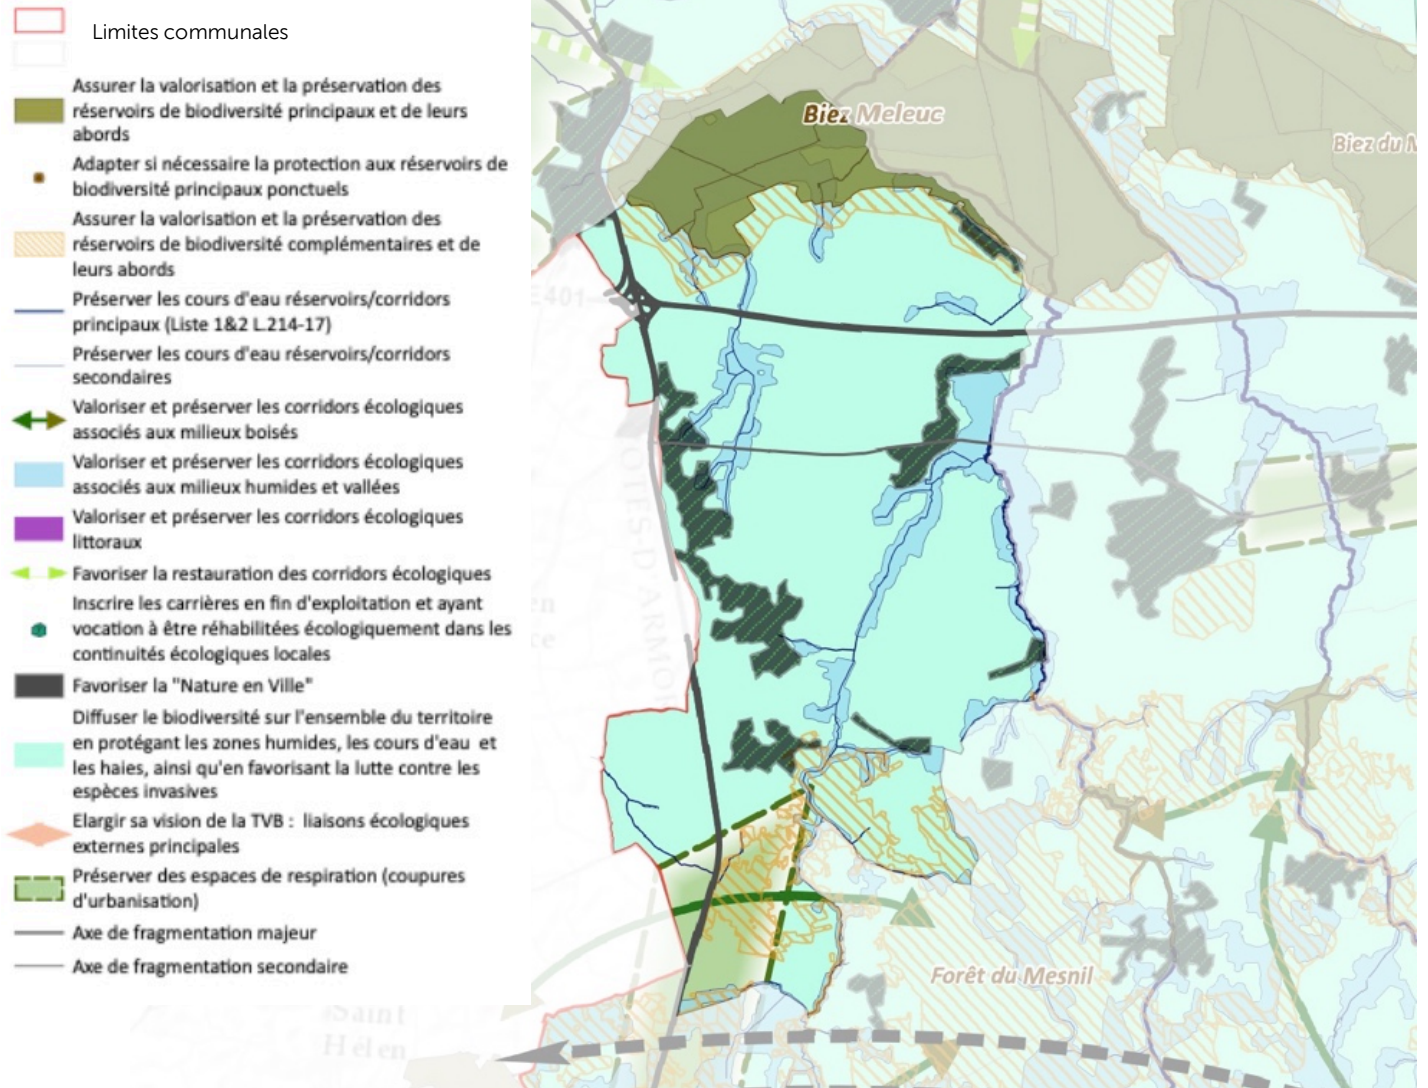 Limites communales
Assurer la valorisation et la préservation des
réservoirs de biodiversité principaux et de leurs
abords
Adapter si nécessaire la protection aux réservoirs de
biodiversité principaux ponctuels
Assurer la valorisation et la préservation des
réservoirs de biodiversité complémentaires et de
leurs abords
Préserver les cours d'eau réservoirs/corridors
principaux (Liste 1&2 L.214-17)
Préserver les cours d'eau réservoirs/corridors
secondaires
Valoriser et préserver les corridors écologiques
associés aux milieux boisés
Valoriser et préserver les corridors écologiques
associés aux milieux humides et vallées
Valoriser et préserver les corridors écologiques
littoraux
Favoriser la restauration des corridors écologiques
Inscrire les carrières en fin d'exploitation et ayant
vocation à être réhabilitées écologiquement dans les
continuités écologiques locales
Favoriser la "Nature en Ville"
Diffuser le biodiversité sur l'ensemble du territoire
en protégant les zones humides, les cours d'eau et
les haies, ainsi qu'en favorisant la lutte contre les
espèces invasives
Elargir sa vision de la TVB : liaisons écologiques
externes principales
Préserver des espaces de respiration (coupures
d'urbanisation)
Axe de fragmentation majeur
Axe de fragmentation secondaire
Biez Meleuc
Biez du M
E401
en
ce
Forêt du Mesnil
Saint
Hélen